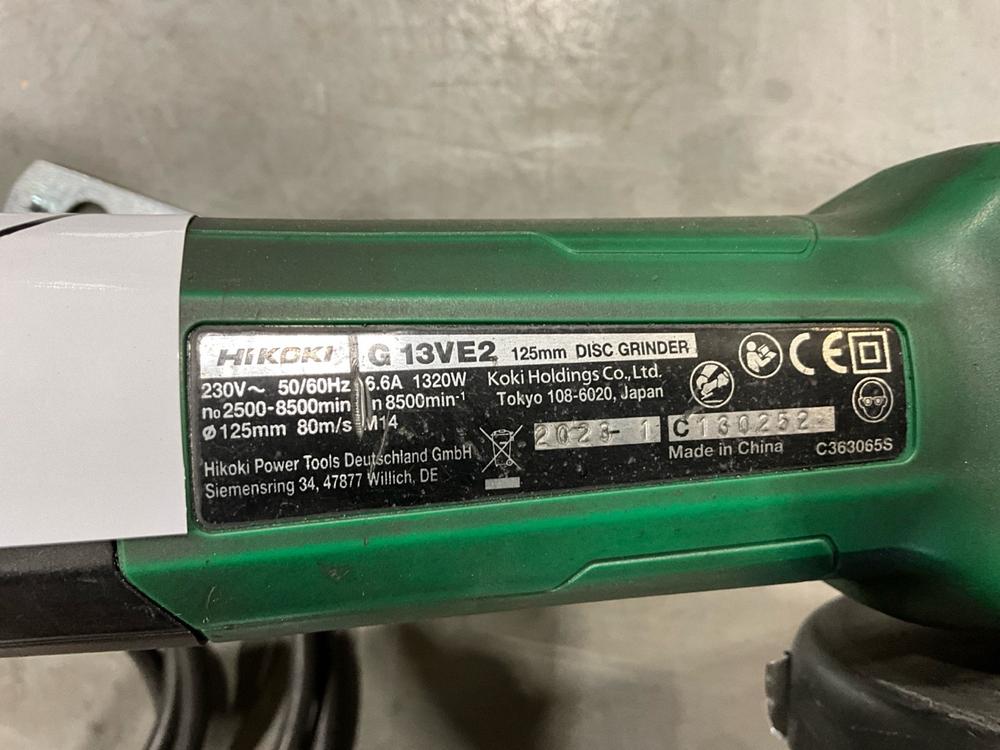 HiKOKI G 13VE2 125mm DISC GRINDER
230V～ 50/60Hz 6.6A 1320W
n₀ 2500-8500min n 8500min⁻¹
Ø 125mm 80m/s M14
Koki Holdings Co., Ltd.
Tokyo 108-6020, Japan
Hikoki Power Tools Deutschland GmbH
Siemensring 34, 47877 Willich, DE
2023- 1
C130252
Made in China
C363065S
CE